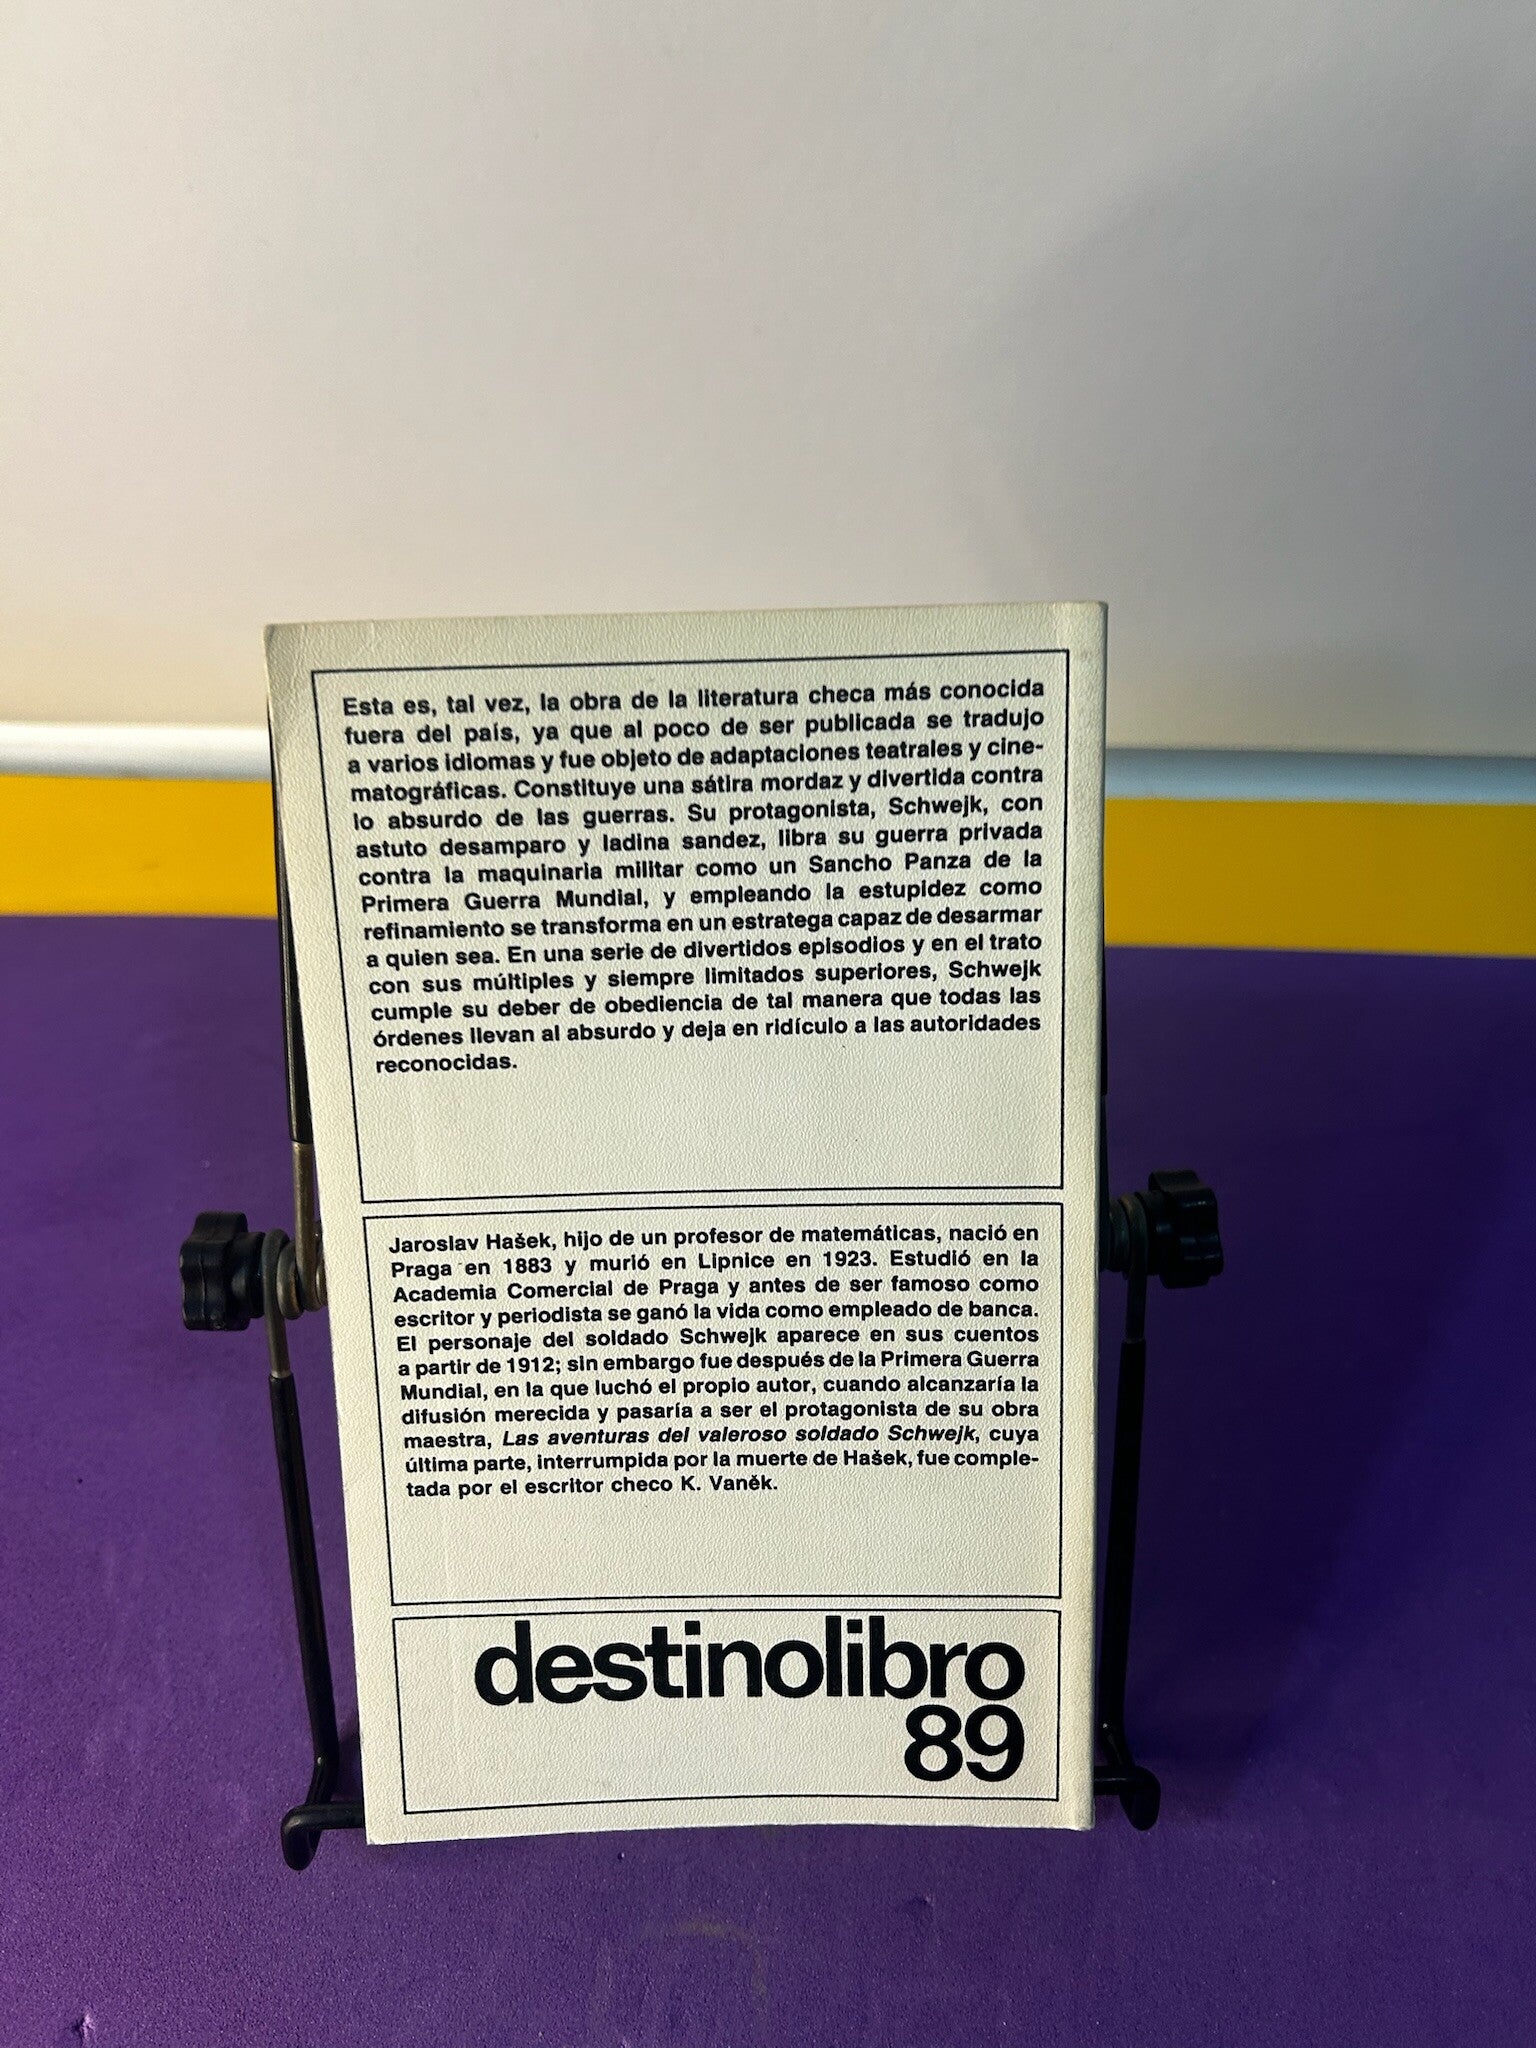 Esta es, tal vez, la obra de la literatura checa más conocida
fuera del país, ya que al poco de ser publicada se tradujo
a varios idiomas y fue objeto de adaptaciones teatrales y cine-
matográficas. Constituye una sátira mordaz y divertida contra
lo absurdo de las guerras. Su protagonista, Schwejk, con
astuto desamparo y ladina sandez, libra su guerra privada
contra la maquinaria militar como un Sancho Panza de la
Primera Guerra Mundial, y empleando la estupidez como
refinamiento se transforma en un estratega capaz de desarmar
a quien sea. En una serie de divertidos episodios y en el trato
con sus múltiples y siempre limitados superiores, Schwejk
cumple su deber de obediencia de tal manera que todas las
órdenes llevan al absurdo y deja en ridículo a las autoridades
reconocidas.
Jaroslav Hašek, hijo de un profesor de matemáticas, nació en
Praga en 1883 y murió en Lipnice en 1923. Estudió en la
Academia Comercial de Praga y antes de ser famoso como
escritor y periodista se ganó la vida como empleado de banca.
El personaje del soldado Schwejk aparece en sus cuentos
a partir de 1912; sin embargo fue después de la Primera Guerra
Mundial, en la que luchó el propio autor, cuando alcanzaría la
difusión merecida y pasaría a ser el protagonista de su obra
maestra, Las aventuras del valeroso soldado Schwejk, cuya
última parte, interrumpida por la muerte de Hašek, fue comple-
tada por el escritor checo K. Vaněk.
destinolibro
89